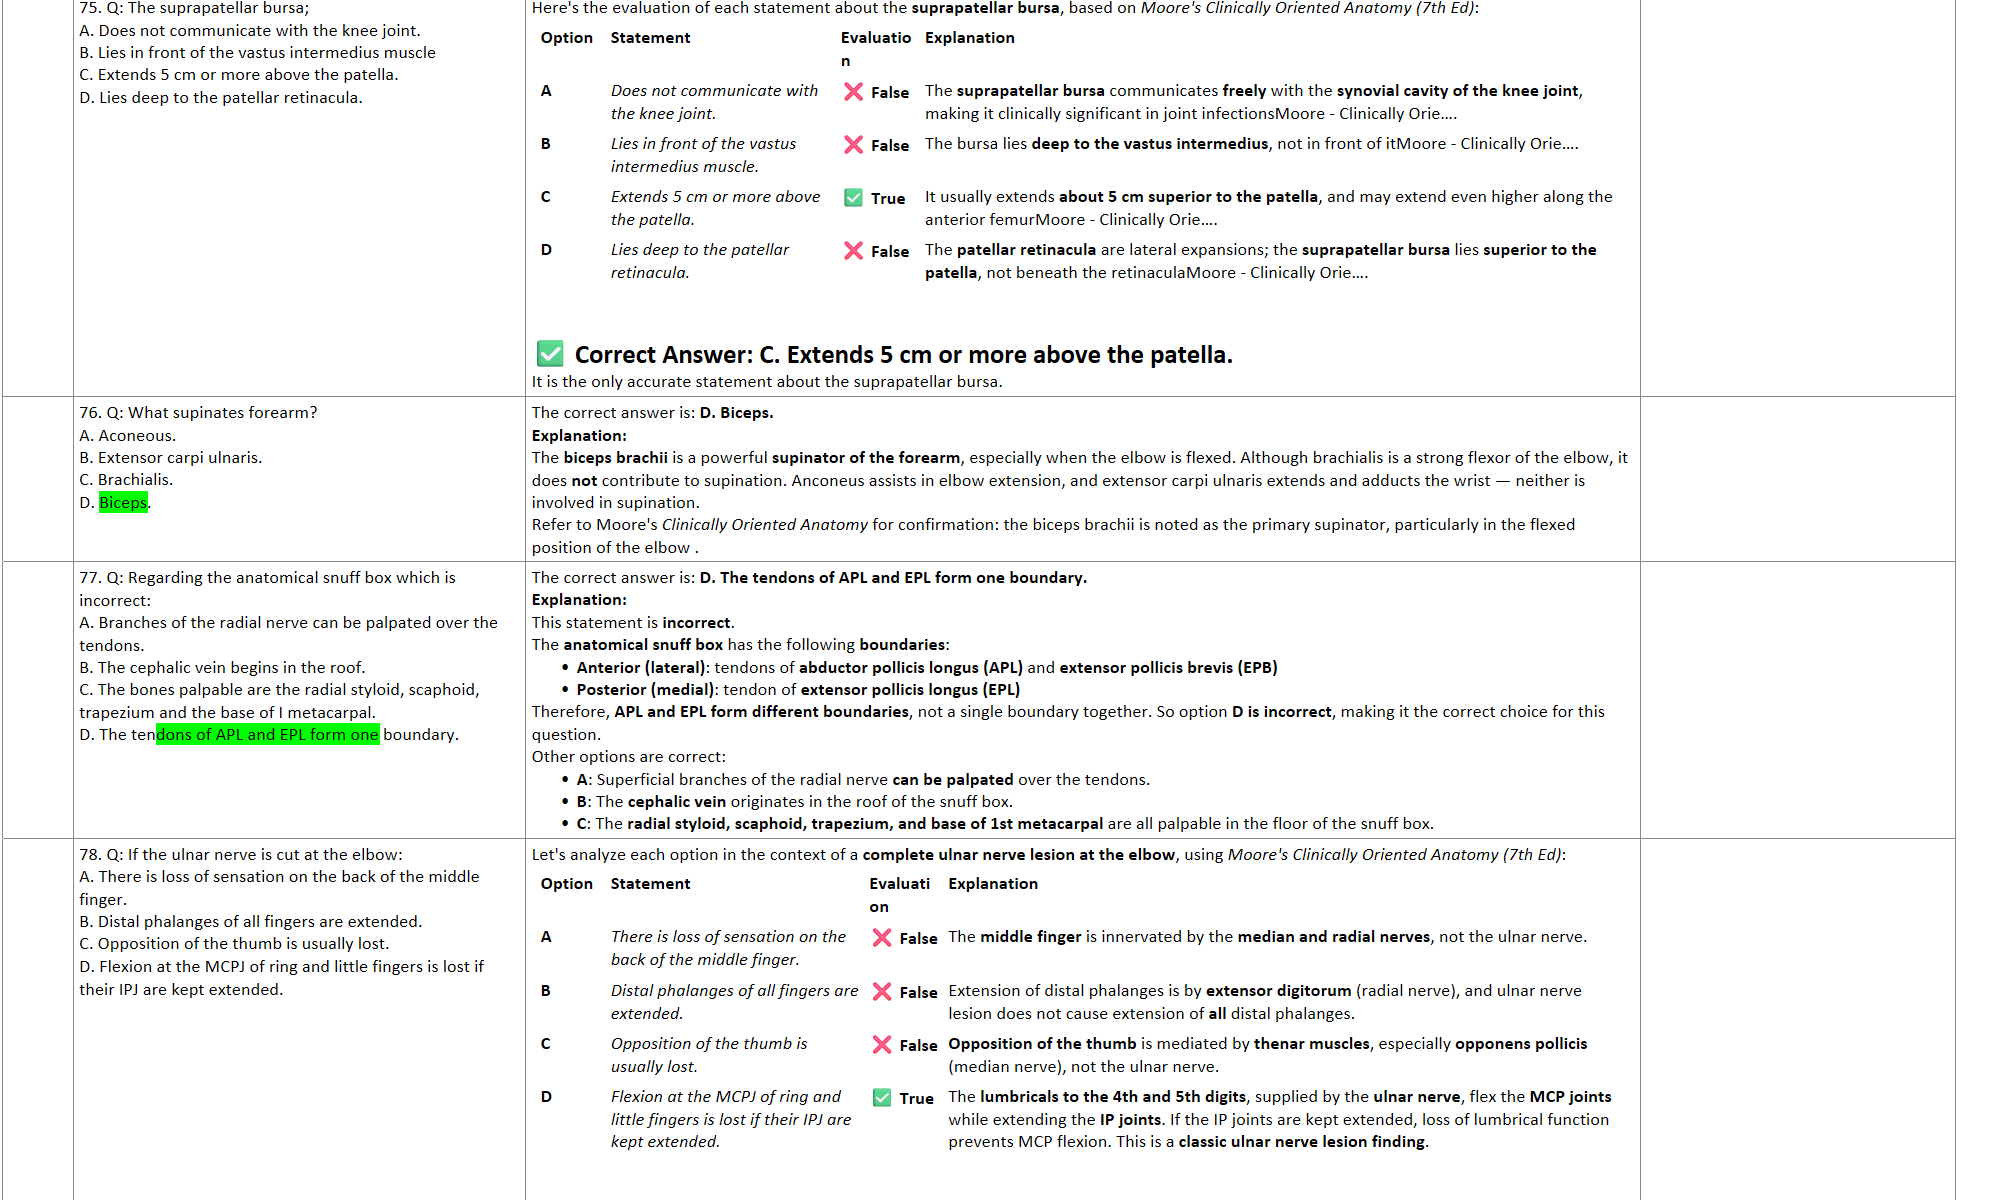 75. Q: The suprapatellar bursa;
A. Does not communicate with the knee joint.
B. Lies in front of the vastus intermedius muscle
C. Extends 5 cm or more above the patella.
D. Lies deep to the patellar retinacula.
Here's the evaluation of each statement about the suprapatellar bursa, based on Moore's Clinically Oriented Anatomy (7th Ed):
Option Statement Evaluatio Explanation
n
A Does not communicate with ❌ False The suprapatellar bursa communicates freely with the synovial cavity of the knee joint,
the knee joint. making it clinically significant in joint infectionsMoore - Clinically Orie....
B Lies in front of the vastus ❌ False The bursa lies deep to the vastus intermedius, not in front of itMoore - Clinically Orie....
intermedius muscle.
C Extends 5 cm or more above ✅ True It usually extends about 5 cm superior to the patella, and may extend even higher along the
the patella. anterior femurMoore - Clinically Orie....
D Lies deep to the patellar ❌ False The patellar retinacula are lateral expansions; the suprapatellar bursa lies superior to the
retinacula. patella, not beneath the retinaculaMoore - Clinically Orie....
✅ Correct Answer: C. Extends 5 cm or more above the patella.
It is the only accurate statement about the suprapatellar bursa.
76. Q: What supinates forearm?
A. Aconeous.
B. Extensor carpi ulnaris.
C. Brachialis.
D. Biceps.
The correct answer is: D. Biceps.
Explanation:
The biceps brachii is a powerful supinator of the forearm, especially when the elbow is flexed. Although brachialis is a strong flexor of the elbow, it
does not contribute to supination. Anconeus assists in elbow extension, and extensor carpi ulnaris extends and adducts the wrist — neither is
involved in supination.
Refer to Moore's Clinically Oriented Anatomy for confirmation: the biceps brachii is noted as the primary supinator, particularly in the flexed
position of the elbow .
77. Q: Regarding the anatomical snuff box which is
incorrect:
A. Branches of the radial nerve can be palpated over the
tendons.
B. The cephalic vein begins in the roof.
C. The bones palpable are the radial styloid, scaphoid,
trapezium and the base of I metacarpal.
D. The tendons of APL and EPL form one boundary.
The correct answer is: D. The tendons of APL and EPL form one boundary.
Explanation:
This statement is incorrect.
The anatomical snuff box has the following boundaries:
• Anterior (lateral): tendons of abductor pollicis longus (APL) and extensor pollicis brevis (EPB)
• Posterior (medial): tendon of extensor pollicis longus (EPL)
Therefore, APL and EPL form different boundaries, not a single boundary together. So option D is incorrect, making it the correct choice for this
question.
Other options are correct:
• A: Superficial branches of the radial nerve can be palpated over the tendons.
• B: The cephalic vein originates in the roof of the snuff box.
• C: The radial styloid, scaphoid, trapezium, and base of 1st metacarpal are all palpable in the floor of the snuff box.
78. Q: If the ulnar nerve is cut at the elbow:
A. There is loss of sensation on the back of the middle
finger.
B. Distal phalanges of all fingers are extended.
C. Opposition of the thumb is usually lost.
D. Flexion at the MCPJ of ring and little fingers is lost if
their IPJ are kept extended.
Let's analyze each option in the context of a complete ulnar nerve lesion at the elbow, using Moore's Clinically Oriented Anatomy (7th Ed):
Option Statement Evaluati Explanation
on
A There is loss of sensation on the ❌ False The middle finger is innervated by the median and radial nerves, not the ulnar nerve.
back of the middle finger.
B Distal phalanges of all fingers are ❌ False Extension of distal phalanges is by extensor digitorum (radial nerve), and ulnar nerve
extended. lesion does not cause extension of all distal phalanges.
C Opposition of the thumb is ❌ False Opposition of the thumb is mediated by thenar muscles, especially opponens pollicis
usually lost. (median nerve), not the ulnar nerve.
D Flexion at the MCPJ of ring and ✅ True The lumbricals to the 4th and 5th digits, supplied by the ulnar nerve, flex the MCP joints
little fingers is lost if their IPJ are while extending the IP joints. If the IP joints are kept extended, loss of lumbrical function
kept extended. prevents MCP flexion. This is a classic ulnar nerve lesion finding.